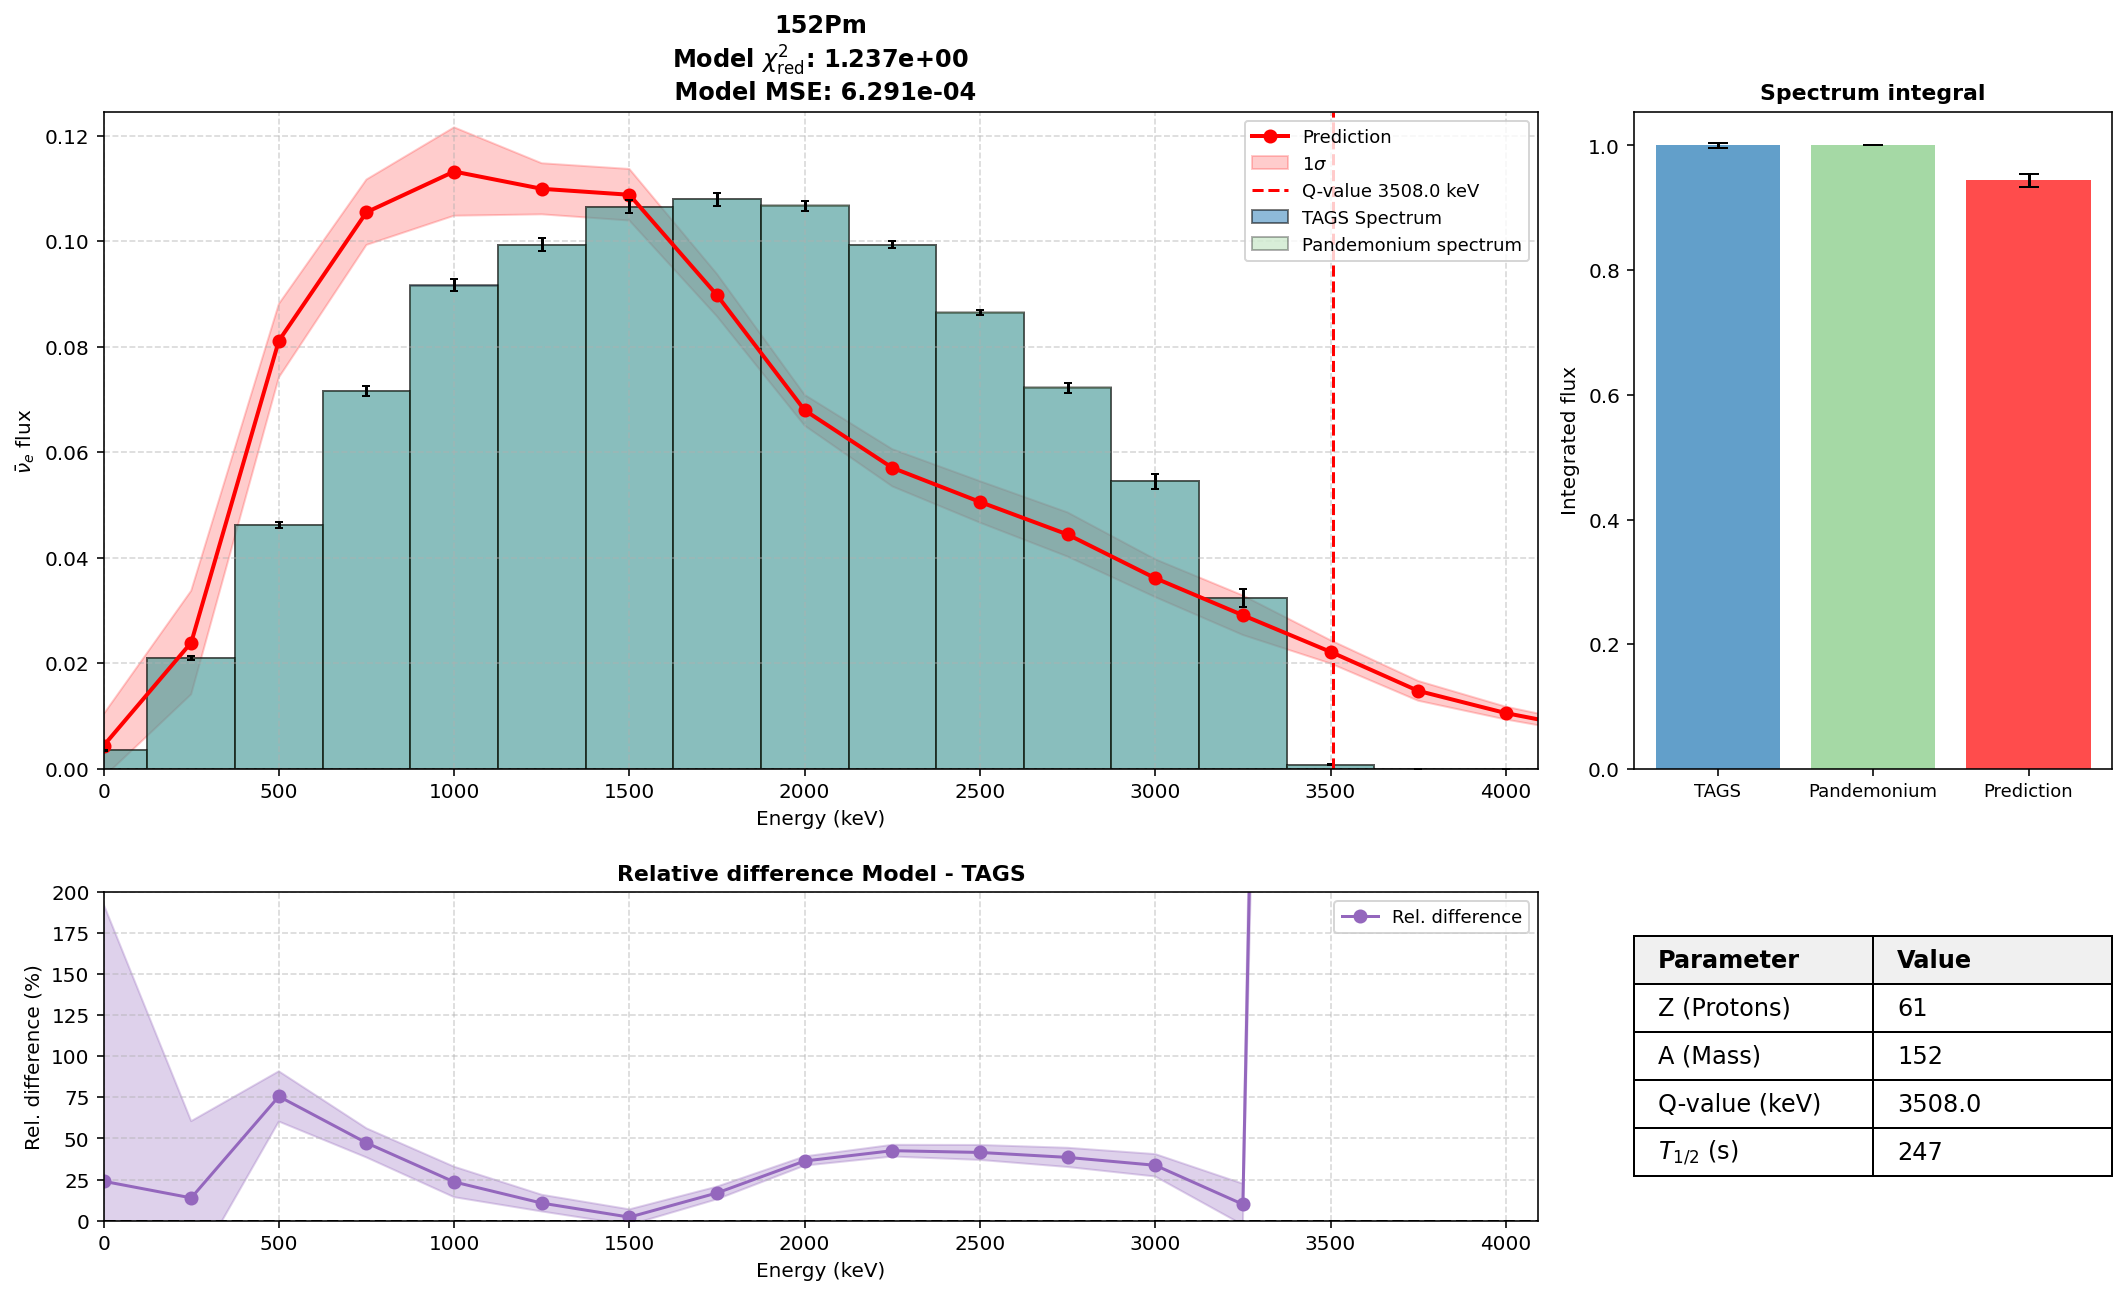 152Pm
Model χ²red: 1.237e+00
Model MSE: 6.291e-04
ν̄e flux
0.12
0.10
0.08
0.06
0.04
0.02
0.00
0 500 1000 1500 2000 2500 3000 3500 4000
Energy (keV)
Prediction
1σ
Q-value 3508.0 keV
TAGS Spectrum
Pandemonium spectrum
Spectrum integral
Integrated flux
1.0
0.8
0.6
0.4
0.2
0.0
TAGS Pandemonium Prediction
Relative difference Model - TAGS
Rel. difference (%)
200
175
150
125
100
75
50
25
0
0 500 1000 1500 2000 2500 3000 3500 4000
Energy (keV)
Rel. difference
Parameter Value
Z (Protons) 61
A (Mass) 152
Q-value (keV) 3508.0
T1/2 (s) 247